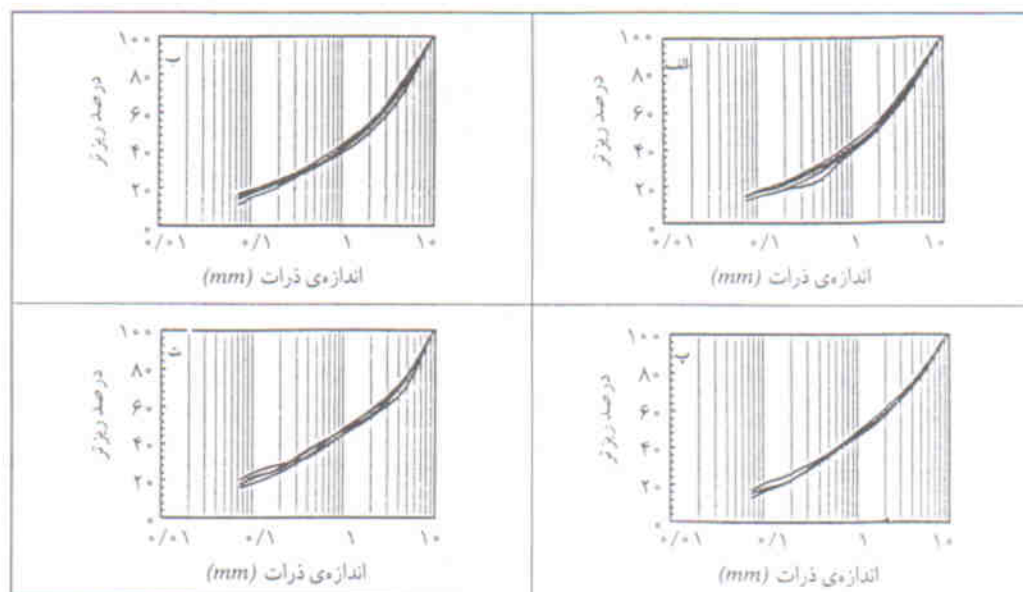 الف
درصد ریزتر
۱۰۰
۸۰
۶۰
۴۰
۲۰
۰
۰/۰۱ ۰/۱ ۱ ۱۰
اندازه‌ی ذرات (mm)
ب
درصد ریزتر
۱۰۰
۸۰
۶۰
۴۰
۲۰
۰
۰/۰۱ ۰/۱ ۱ ۱۰
اندازه‌ی ذرات (mm)
پ
درصد ریزتر
۱۰۰
۸۰
۶۰
۴۰
۲۰
۰
۰/۰۱ ۰/۱ ۱ ۱۰
اندازه‌ی ذرات (mm)
درصد ریزتر
۱۰۰
۸۰
۶۰
۴۰
۲۰
۰
۰/۰۱ ۰/۱ ۱ ۱۰
اندازه‌ی ذرات (mm)